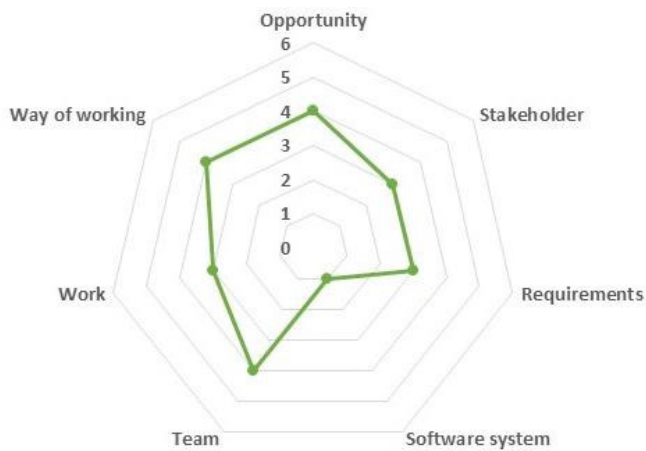 Opportunity
6
5
4
3
2
1
0
Way of working
Stakeholder
Work
Requirements
Team
Software system